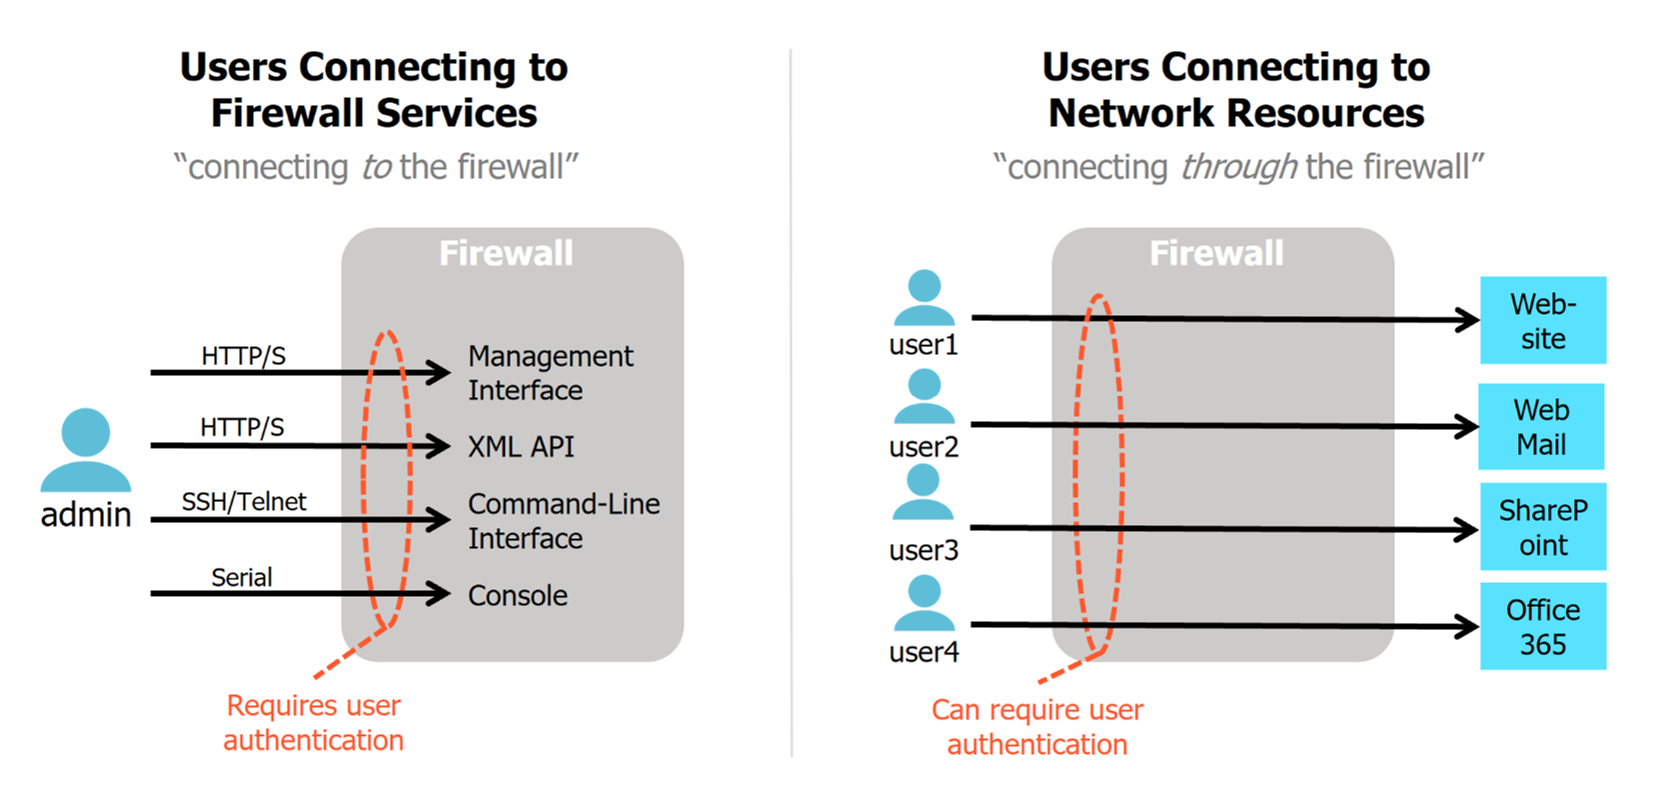 Users Connecting to
Firewall Services
“connecting to the firewall”
Firewall
HTTP/S
Management
Interface
HTTP/S
XML API
SSH/Telnet
Command-Line
Interface
Serial
Console
admin
Requires user
authentication
Users Connecting to
Network Resources
“connecting through the firewall”
Firewall
user1
Web-
site
user2
Web
Mail
user3
ShareP
oint
user4
Office
365
Can require user
authentication